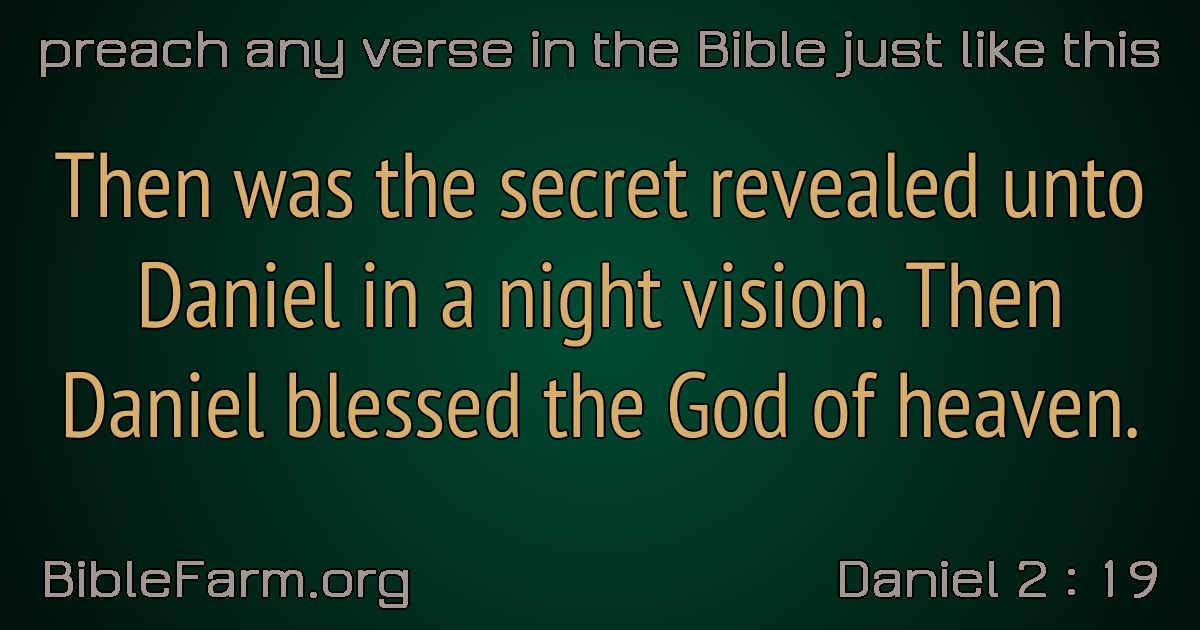 preach any verse in the Bible just like this
Then was the secret revealed unto
Daniel in a night vision. Then
Daniel blessed the God of heaven.
BibleFarm.org
Daniel 2 : 19